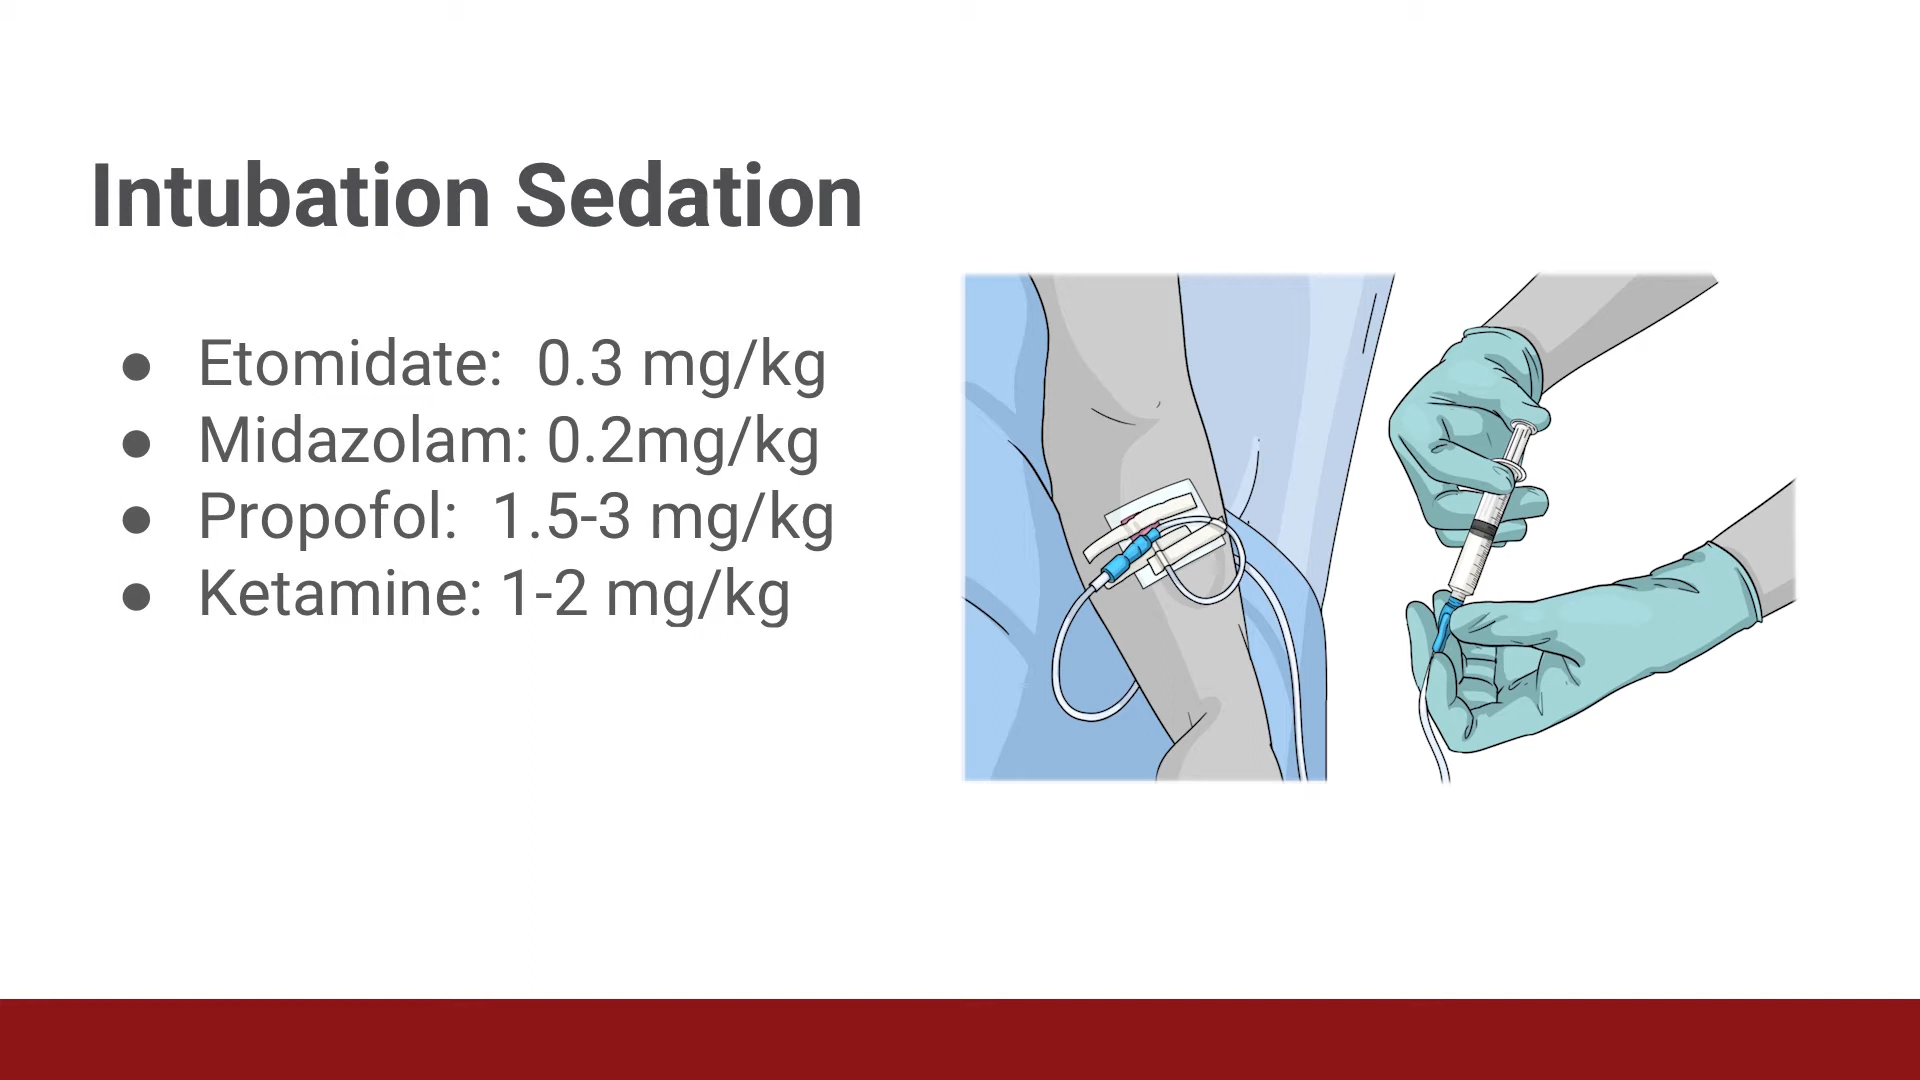 Intubation Sedation
● Etomidate:  0.3 mg/kg
● Midazolam: 0.2mg/kg
● Propofol:  1.5-3 mg/kg
● Ketamine: 1-2 mg/kg